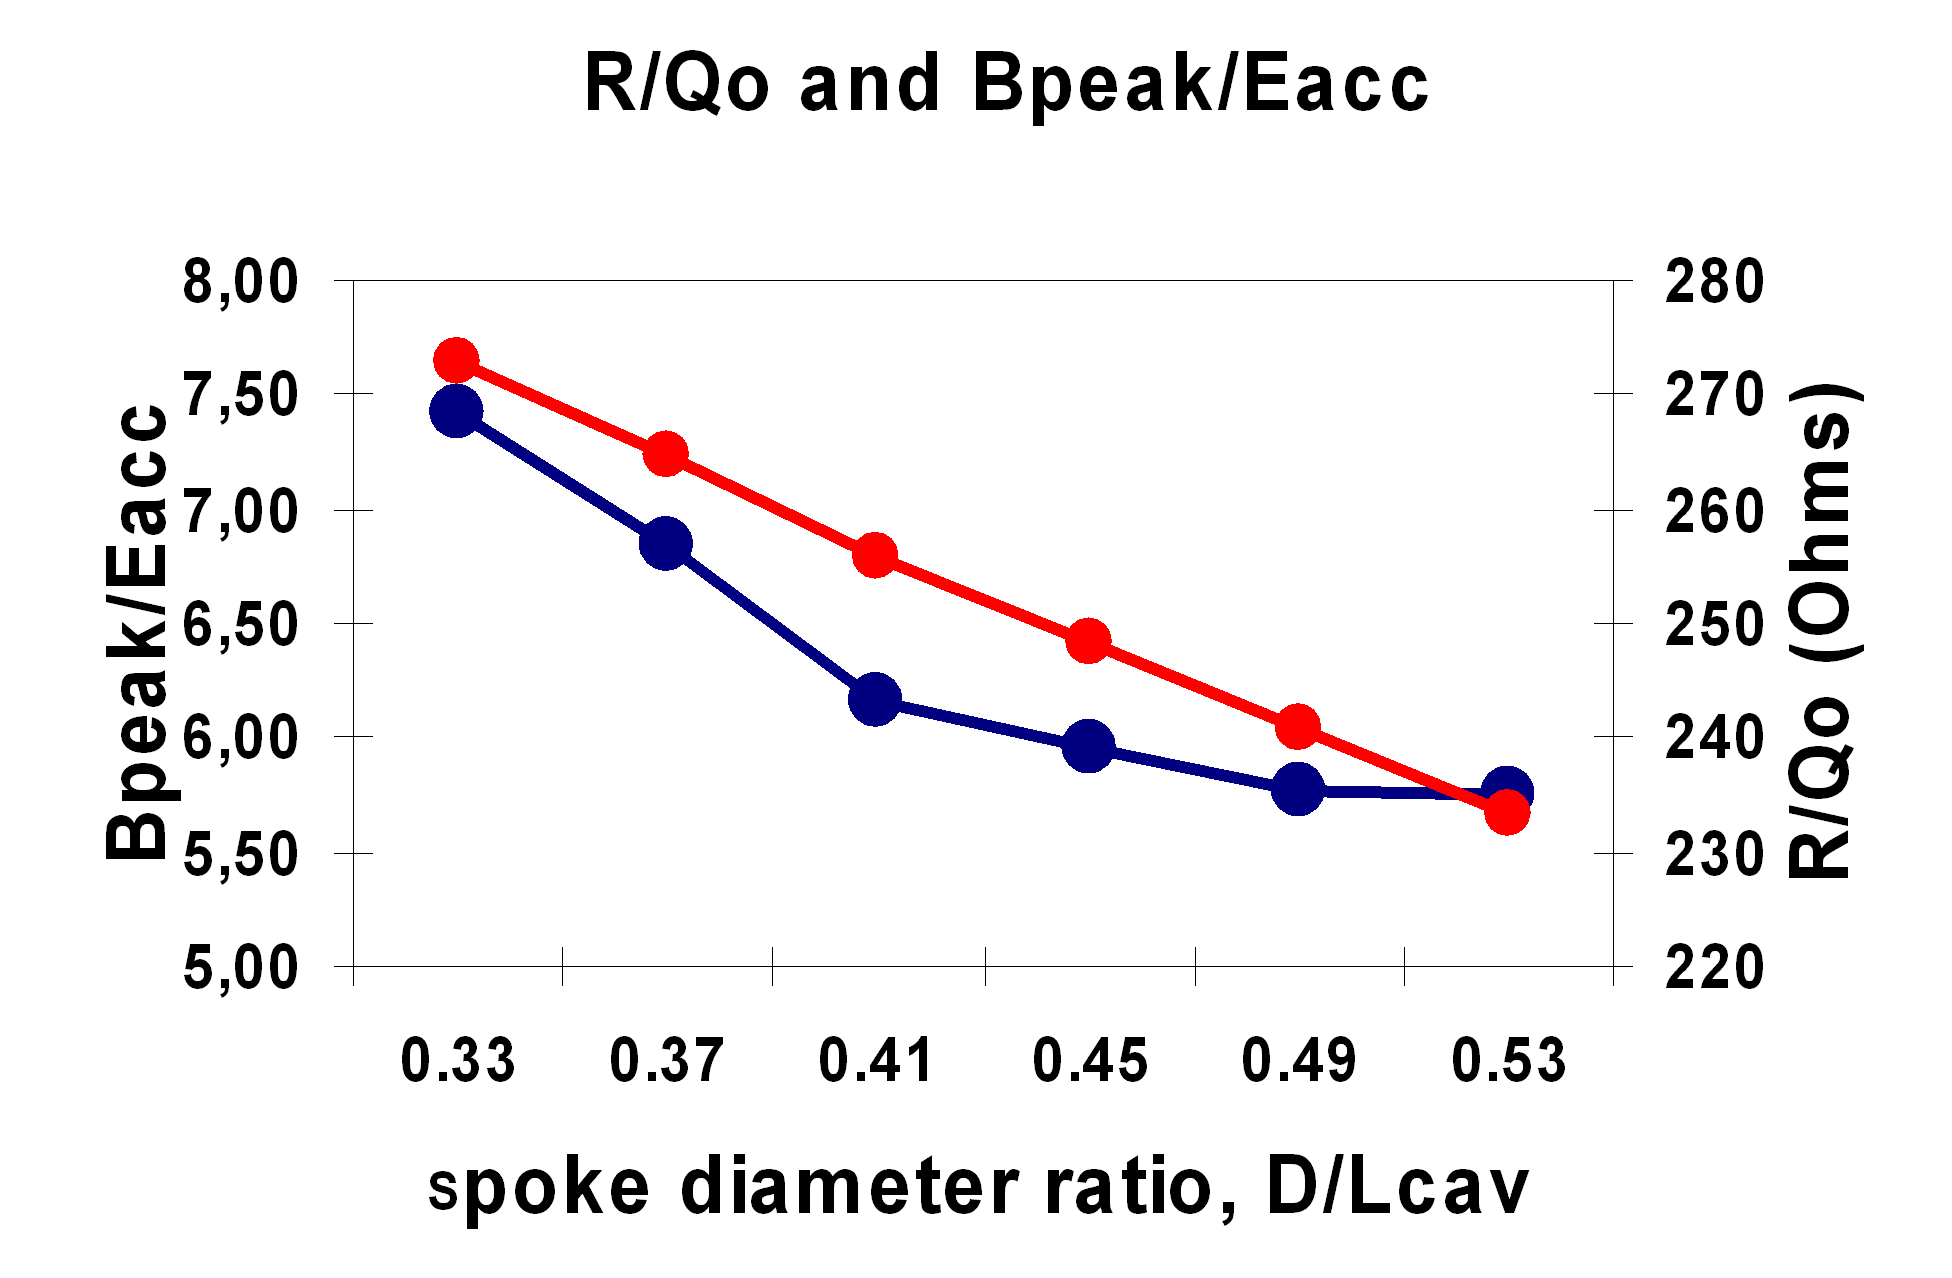 R/Qo and Bpeak/Eacc
8,00
7,50
7,00
6,50
6,00
5,50
5,00
Bpeak/Eacc
280
270
260
250
240
230
220
R/Qo (Ohms)
0.33 0.37 0.41 0.45 0.49 0.53
spoke diameter ratio, D/Lcav